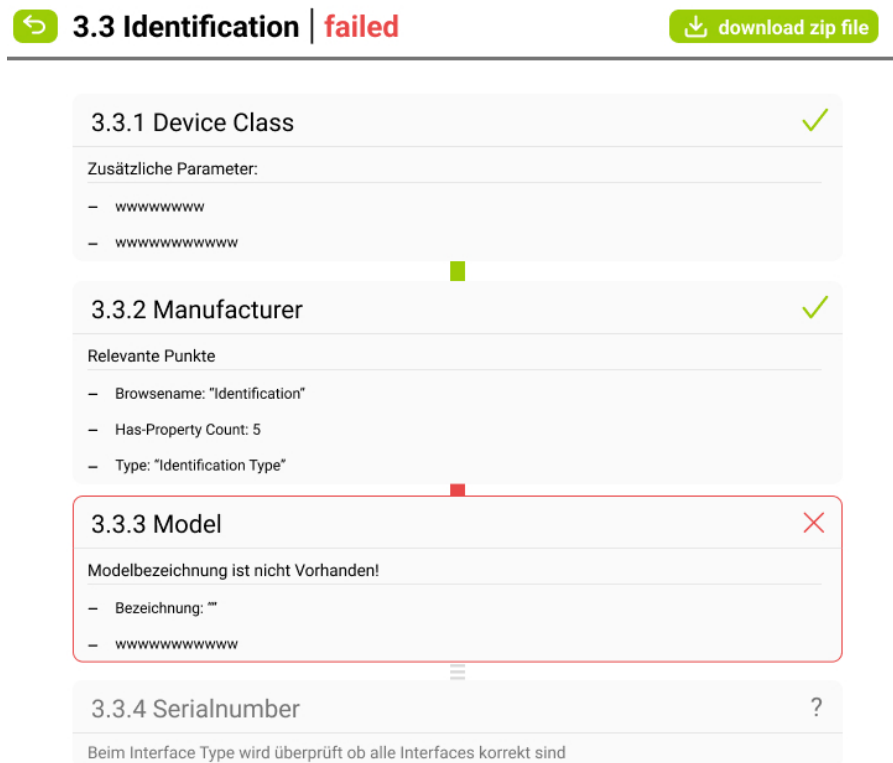 3.3 Identification | failed
download zip file
3.3.1 Device Class
Zusätzliche Parameter:
– wwwwwwww
– wwwwwwwwwww
3.3.2 Manufacturer
Relevante Punkte
– Browsename: "Identification"
– Has-Property Count: 5
– Type: "Identification Type"
3.3.3 Model
Modelbezeichnung ist nicht Vorhanden!
– Bezeichnung: ""
– wwwwwwwwwww
3.3.4 Serialnumber
?
Beim Interface Type wird überprüft ob alle Interfaces korrekt sind